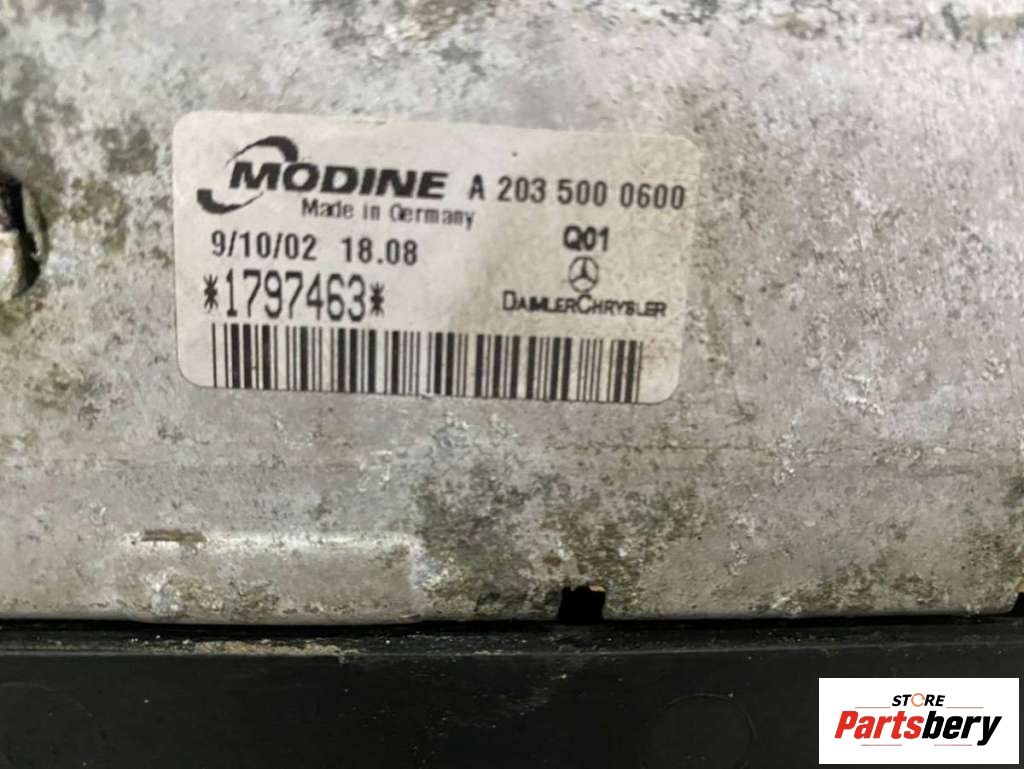 MODINE A 203 500 0600
Made in Germany
9/10/02 18.08 Q01
*1797463*
DAIMLERCHRYSLER
STORE
Partsbery